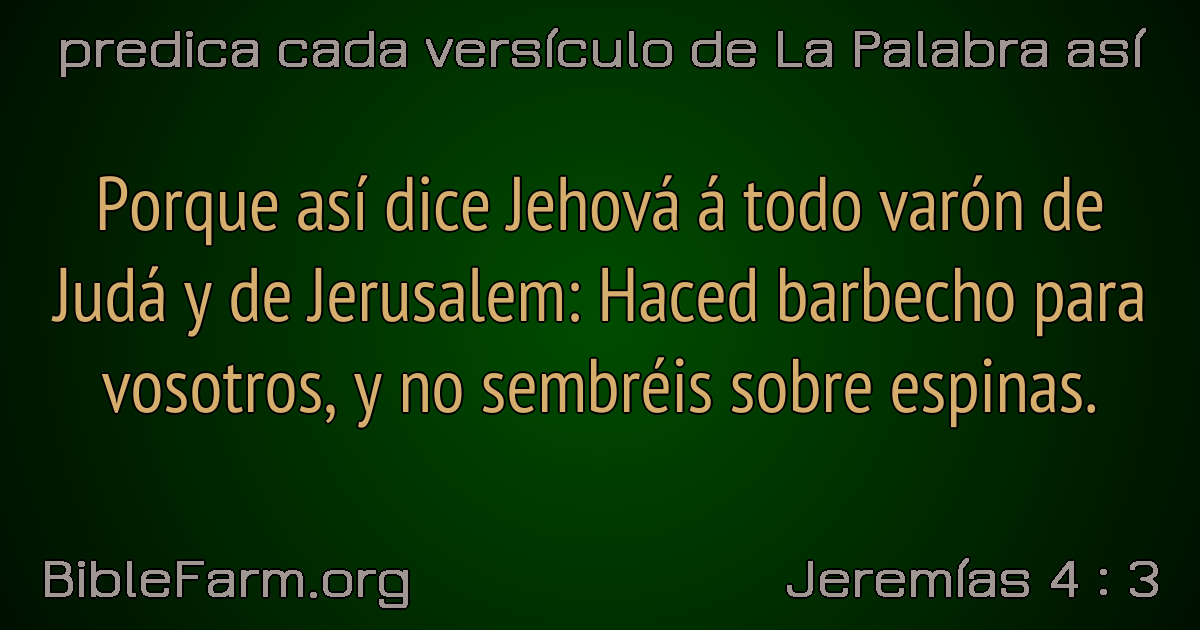 predica cada versículo de La Palabra así
Porque así dice Jehová á todo varón de
Judá y de Jerusalem: Haced barbecho para
vosotros, y no sembréis sobre espinas.
BibleFarm.org
Jeremías 4 : 3